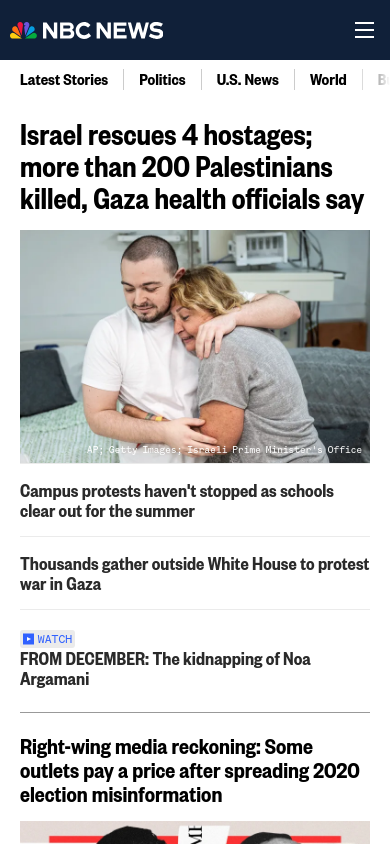 NBC NEWS
Latest Stories Politics U.S. News World
Israel rescues 4 hostages;
more than 200 Palestinians
killed, Gaza health officials say
AP; Getty Images; Israeli Prime Minister's Office
Campus protests haven't stopped as schools
clear out for the summer
Thousands gather outside White House to protest
war in Gaza
WATCH
FROM DECEMBER: The kidnapping of Noa
Argamani
Right-wing media reckoning: Some
outlets pay a price after spreading 2020
election misinformation